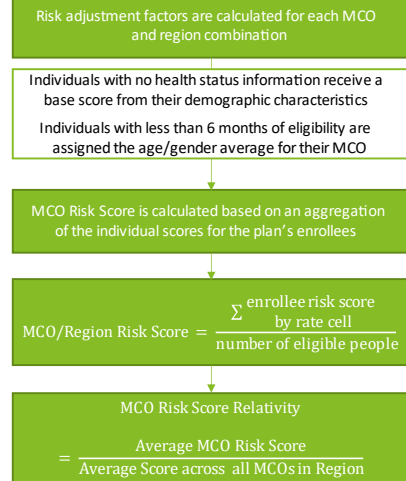 Risk adjustment factors are calculated for each MCO
and region combination
Individuals with no health status information receive a
base score from their demographic characteristics
Individuals with less than 6 months of eligibility are
assigned the age/gender average for their MCO
MCO Risk Score is calculated based on an aggregation
of the individual scores for the plan's enrollees
MCO/Region Risk Score = ∑ enrollee risk score
by rate cell
number of eligible people
MCO Risk Score Relativity
= Average MCO Risk Score
Average Score across all MCOs in Region